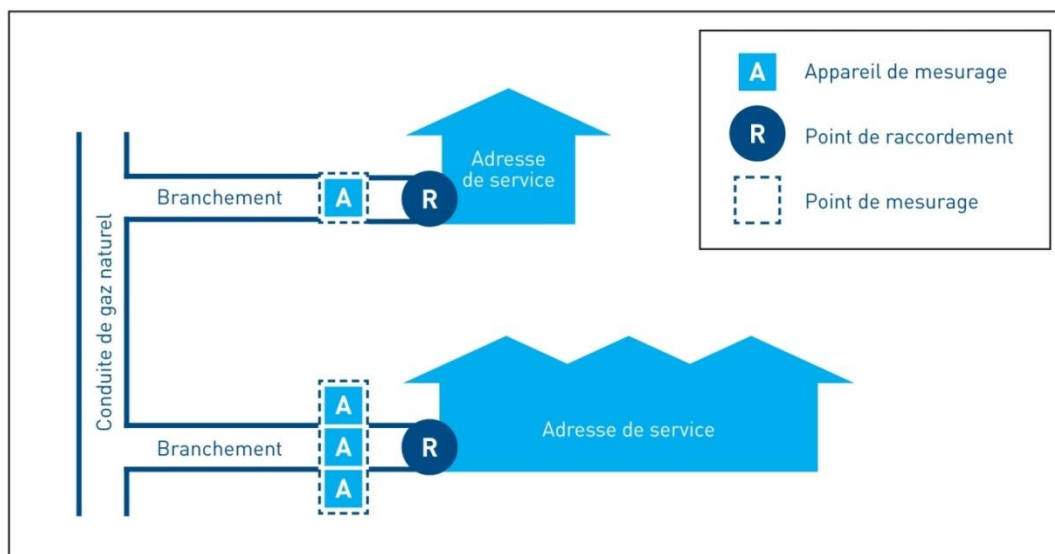 A Appareil de mesurage
R Point de raccordement
Point de mesurage
Adresse
de service
Branchement
A
R
Conduite de gaz naturel
A
Branchement
A
R
Adresse de service
A